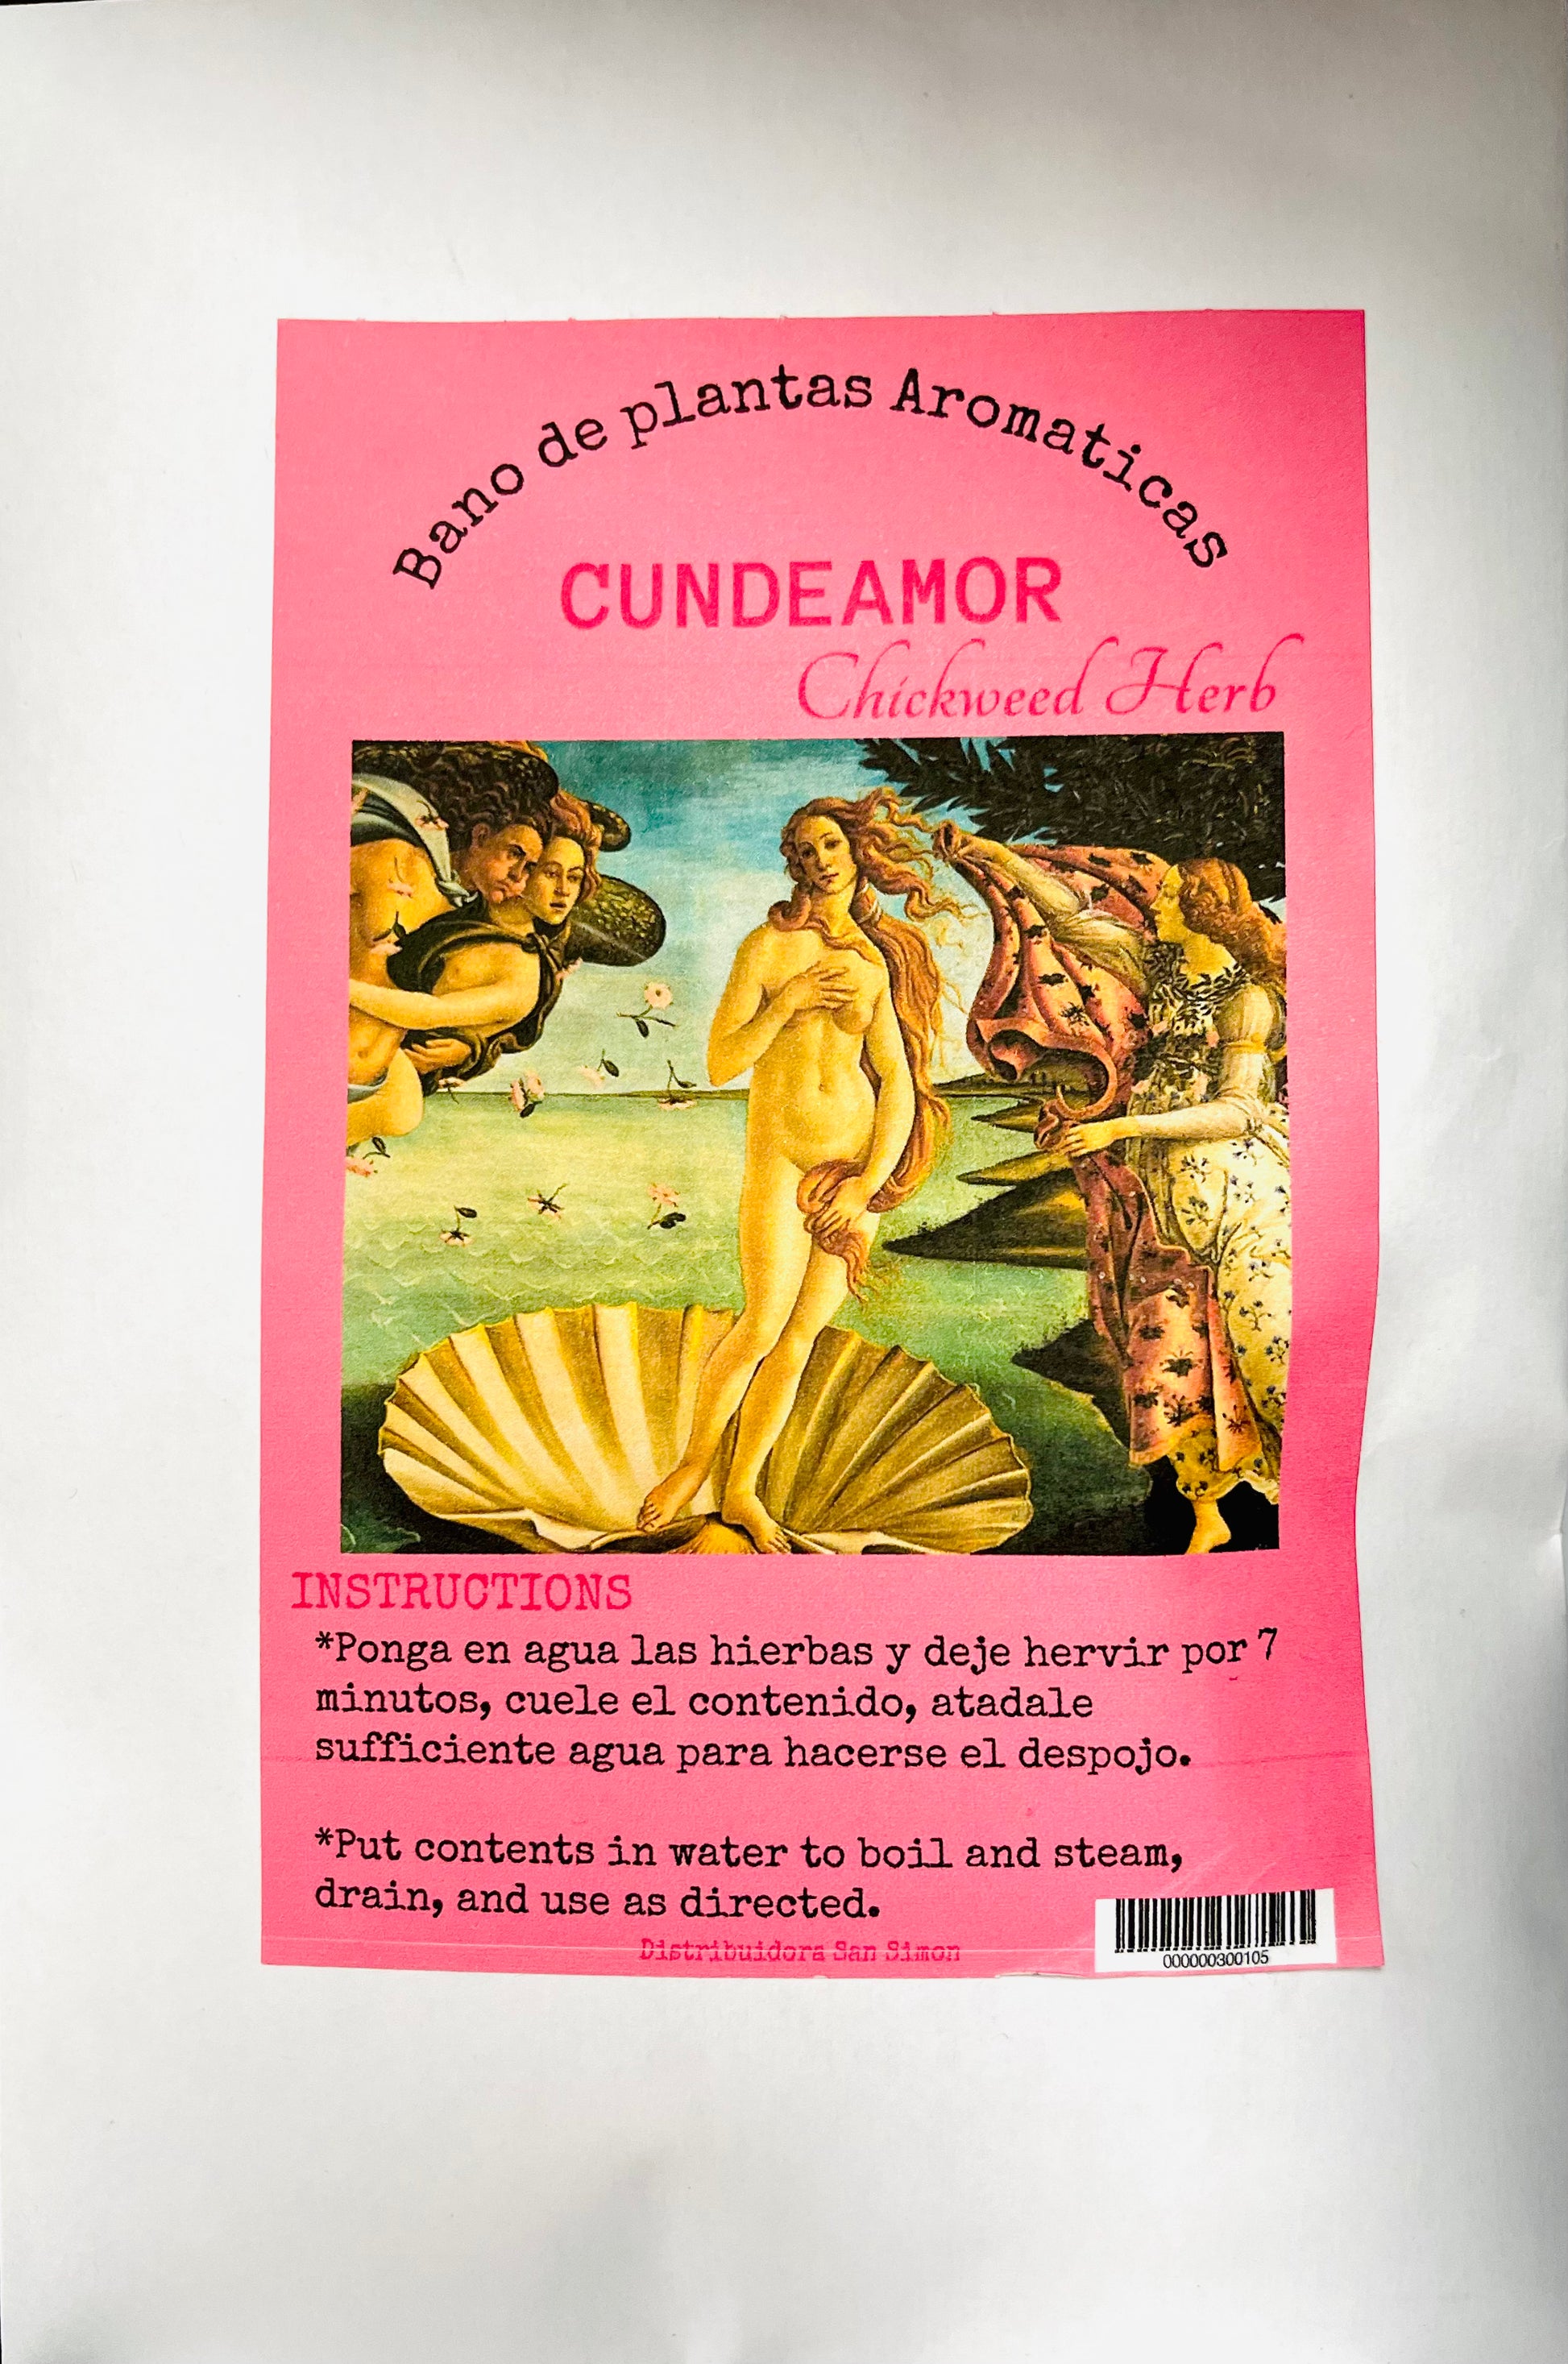 Bano de plantas Aromaticas
CUNDEAMOR
Chickweed Herb
INSTRUCTIONS
*Ponga en agua las hierbas y deje hervir por 7
minutos, cuele el contenido, atadale
sufficiente agua para hacerse el despojo.
*Put contents in water to boil and steam,
drain, and use as directed.
Distribuidora San Simon
000000300105